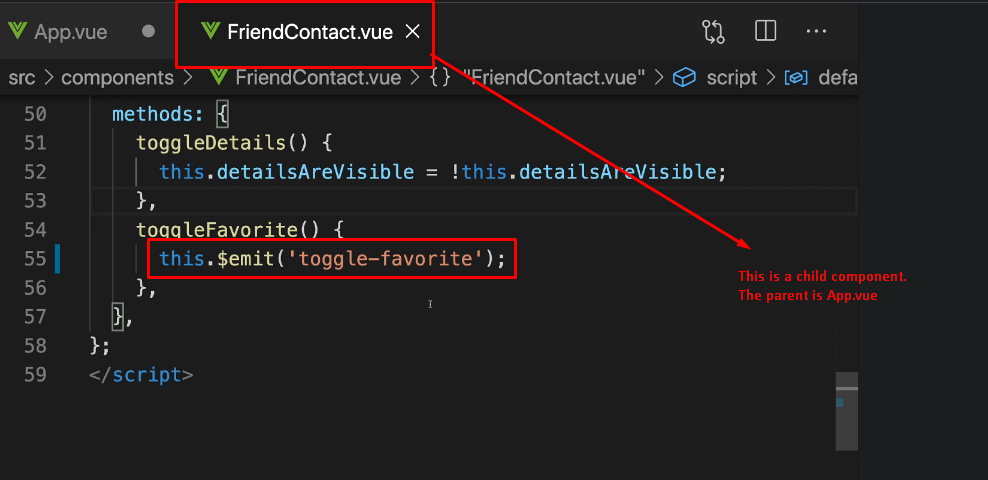 App.vue
FriendContact.vue
src > components > FriendContact.vue > {} "FriendContact.vue" > script > defa
50 methods: {
51 toggleDetails() {
52 this.detailsAreVisible = !this.detailsAreVisible;
53 },
54 toggleFavorite() {
55 this.$emit('toggle-favorite');
56 },
57 },
58 };
59 </script>
This is a child component.
The parent is App.vue